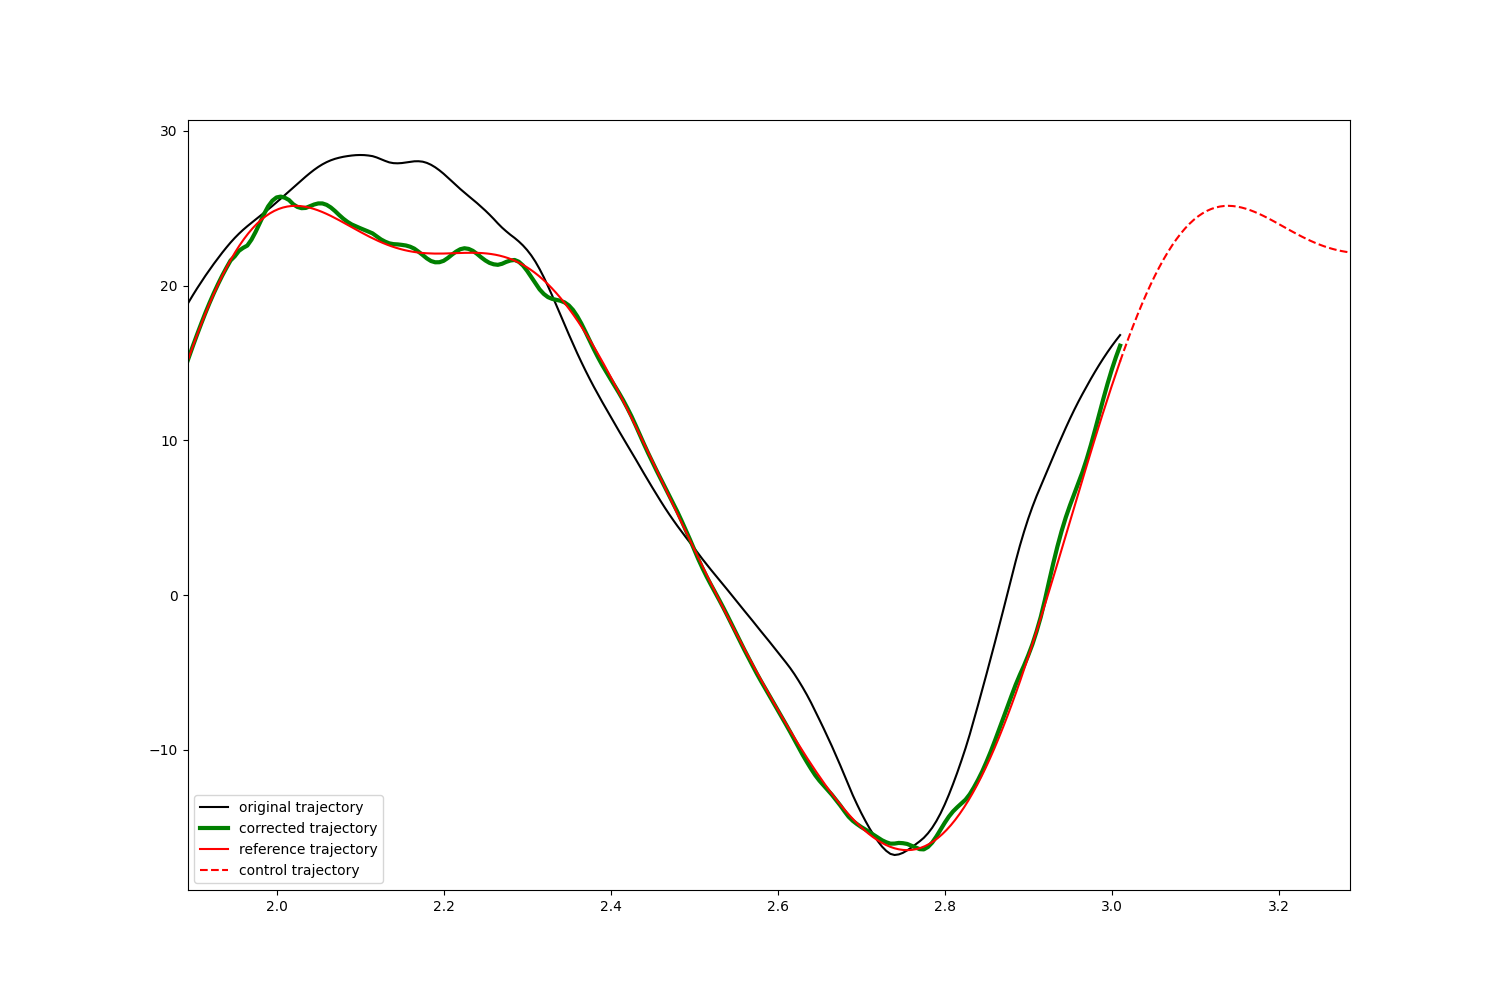 30
20
10
0
−10
original trajectory
corrected trajectory
reference trajectory
control trajectory
2.0 2.2 2.4 2.6 2.8 3.0 3.2